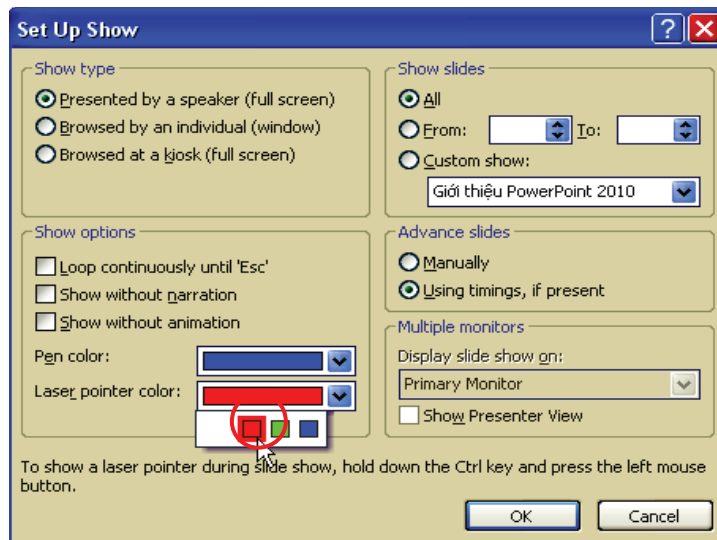 Set Up Show
Show type
Presented by a speaker (full screen)
Browsed by an individual (window)
Browsed at a kiosk (full screen)
Show slides
All
From: To:
Custom show:
Giới thiệu PowerPoint 2010
Show options
Loop continuously until 'Esc'
Show without narration
Show without animation
Pen color:
Laser pointer color:
Advance slides
Manually
Using timings, if present
Multiple monitors
Display slide show on:
Primary Monitor
Show Presenter View
To show a laser pointer during slide show, hold down the Ctrl key and press the left mouse
button.
OK Cancel